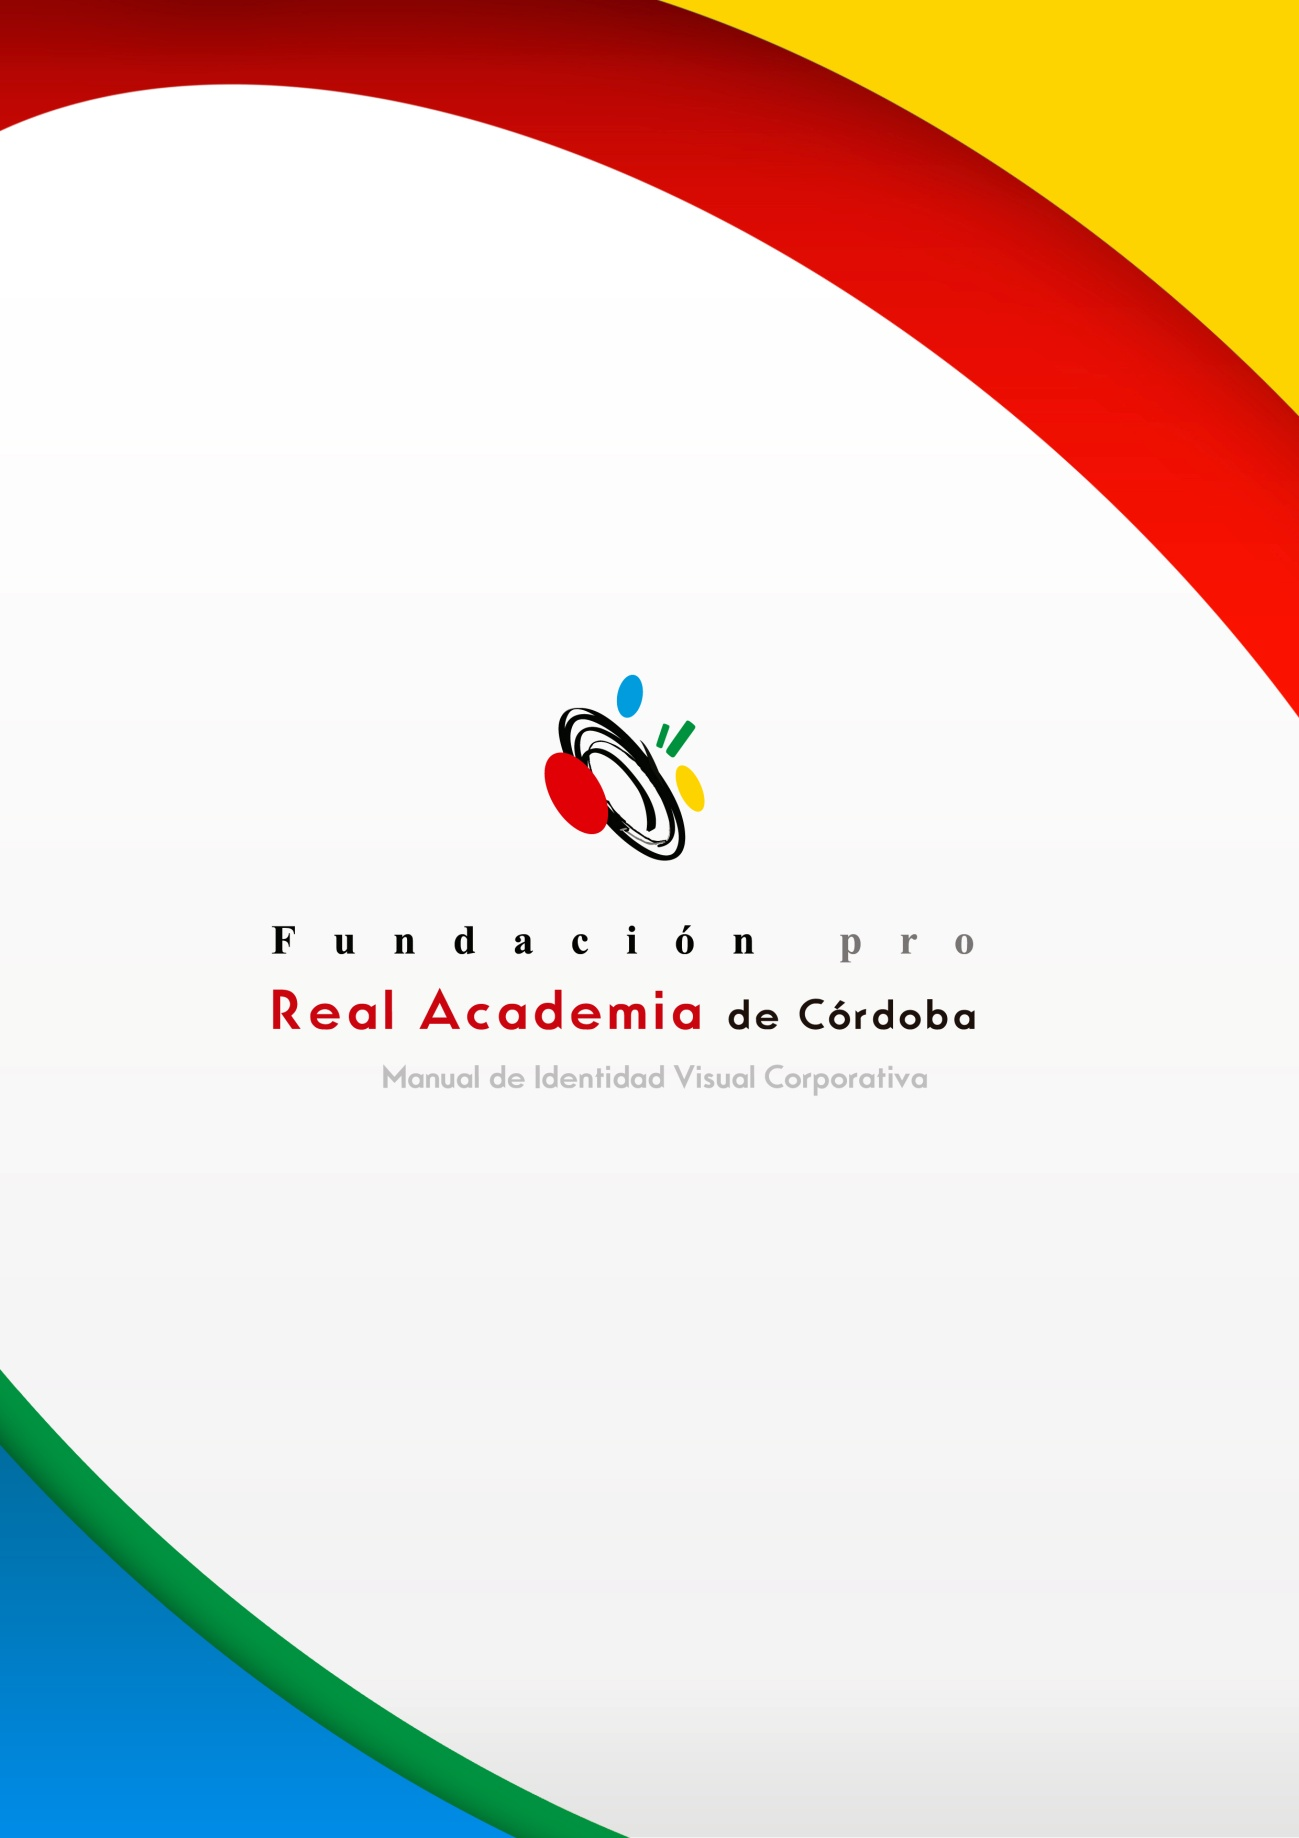 Fundación pro
Real Academia de Córdoba
Manual de Identidad Visual Corporativa